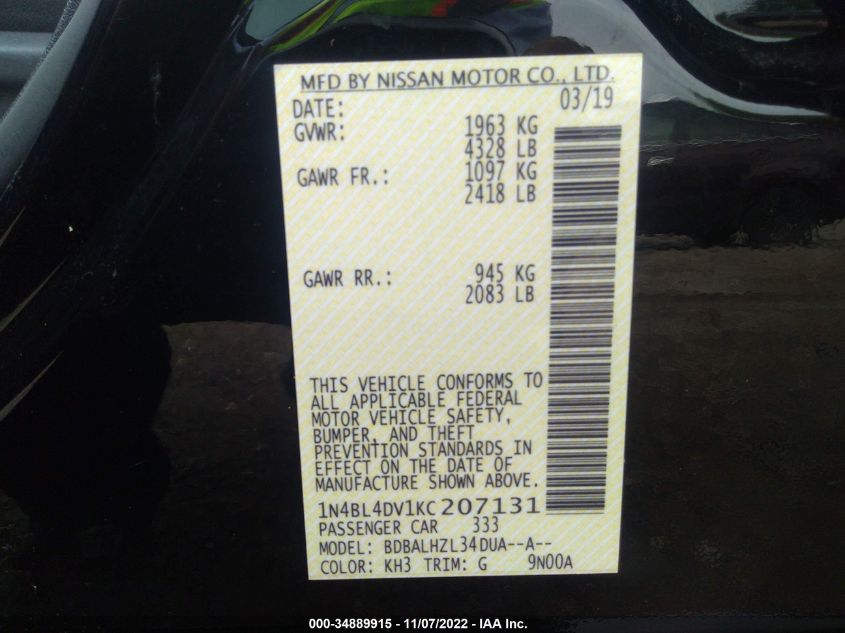 MFD BY NISSAN MOTOR CO., LTD.
DATE: 03/19
GVWR: 1963 KG
4328 LB
GAWR FR.: 1097 KG
2418 LB
GAWR RR.: 945 KG
2083 LB
THIS VEHICLE CONFORMS TO
ALL APPLICABLE FEDERAL
MOTOR VEHICLE SAFETY,
BUMPER, AND THEFT
PREVENTION STANDARDS IN
EFFECT ON THE DATE OF
MANUFACTURE SHOWN ABOVE.
1N4BL4DV1KC207131
PASSENGER CAR 333
MODEL: BDBALHZL34DUA--A--
COLOR: KH3 TRIM: G 9N00A
000-34889915 - 11/07/2022 - IAA Inc.